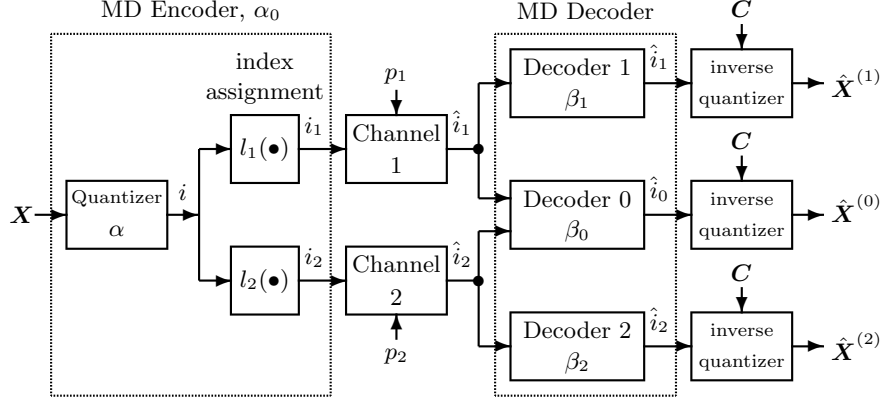 MD Encoder, α₀
MD Decoder
index
assignment
X
Quantizer
α
i
l₁(•)
i₁
l₂(•)
i₂
p₁
Channel
1
î₁
Channel
2
î₂
p₂
Decoder 1
β₁
î₁
Decoder 0
β₀
î₀
Decoder 2
β₂
î₂
C
inverse
quantizer
X̂⁽¹⁾
C
inverse
quantizer
X̂⁽⁰⁾
C
inverse
quantizer
X̂⁽²⁾